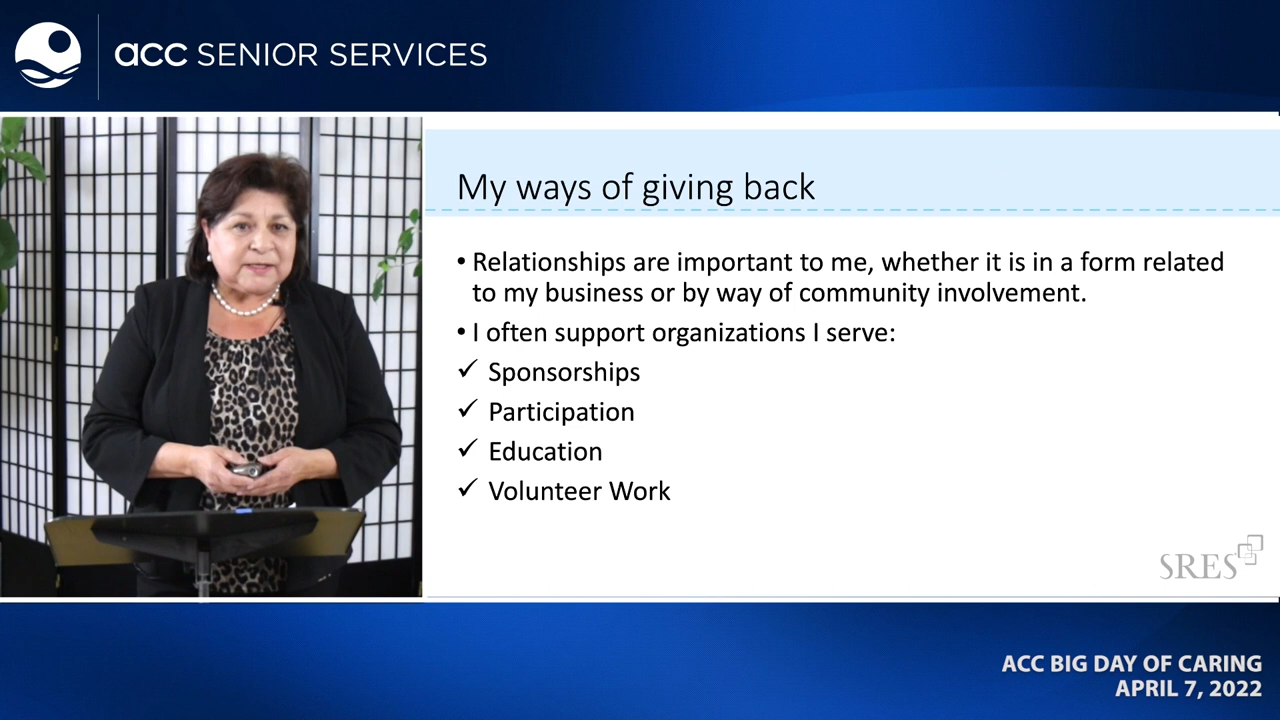 acc SENIOR SERVICES
My ways of giving back
• Relationships are important to me, whether it is in a form related
to my business or by way of community involvement.
• I often support organizations I serve:
✓ Sponsorships
✓ Participation
✓ Education
✓ Volunteer Work
SRES
ACC BIG DAY OF CARING
APRIL 7, 2022